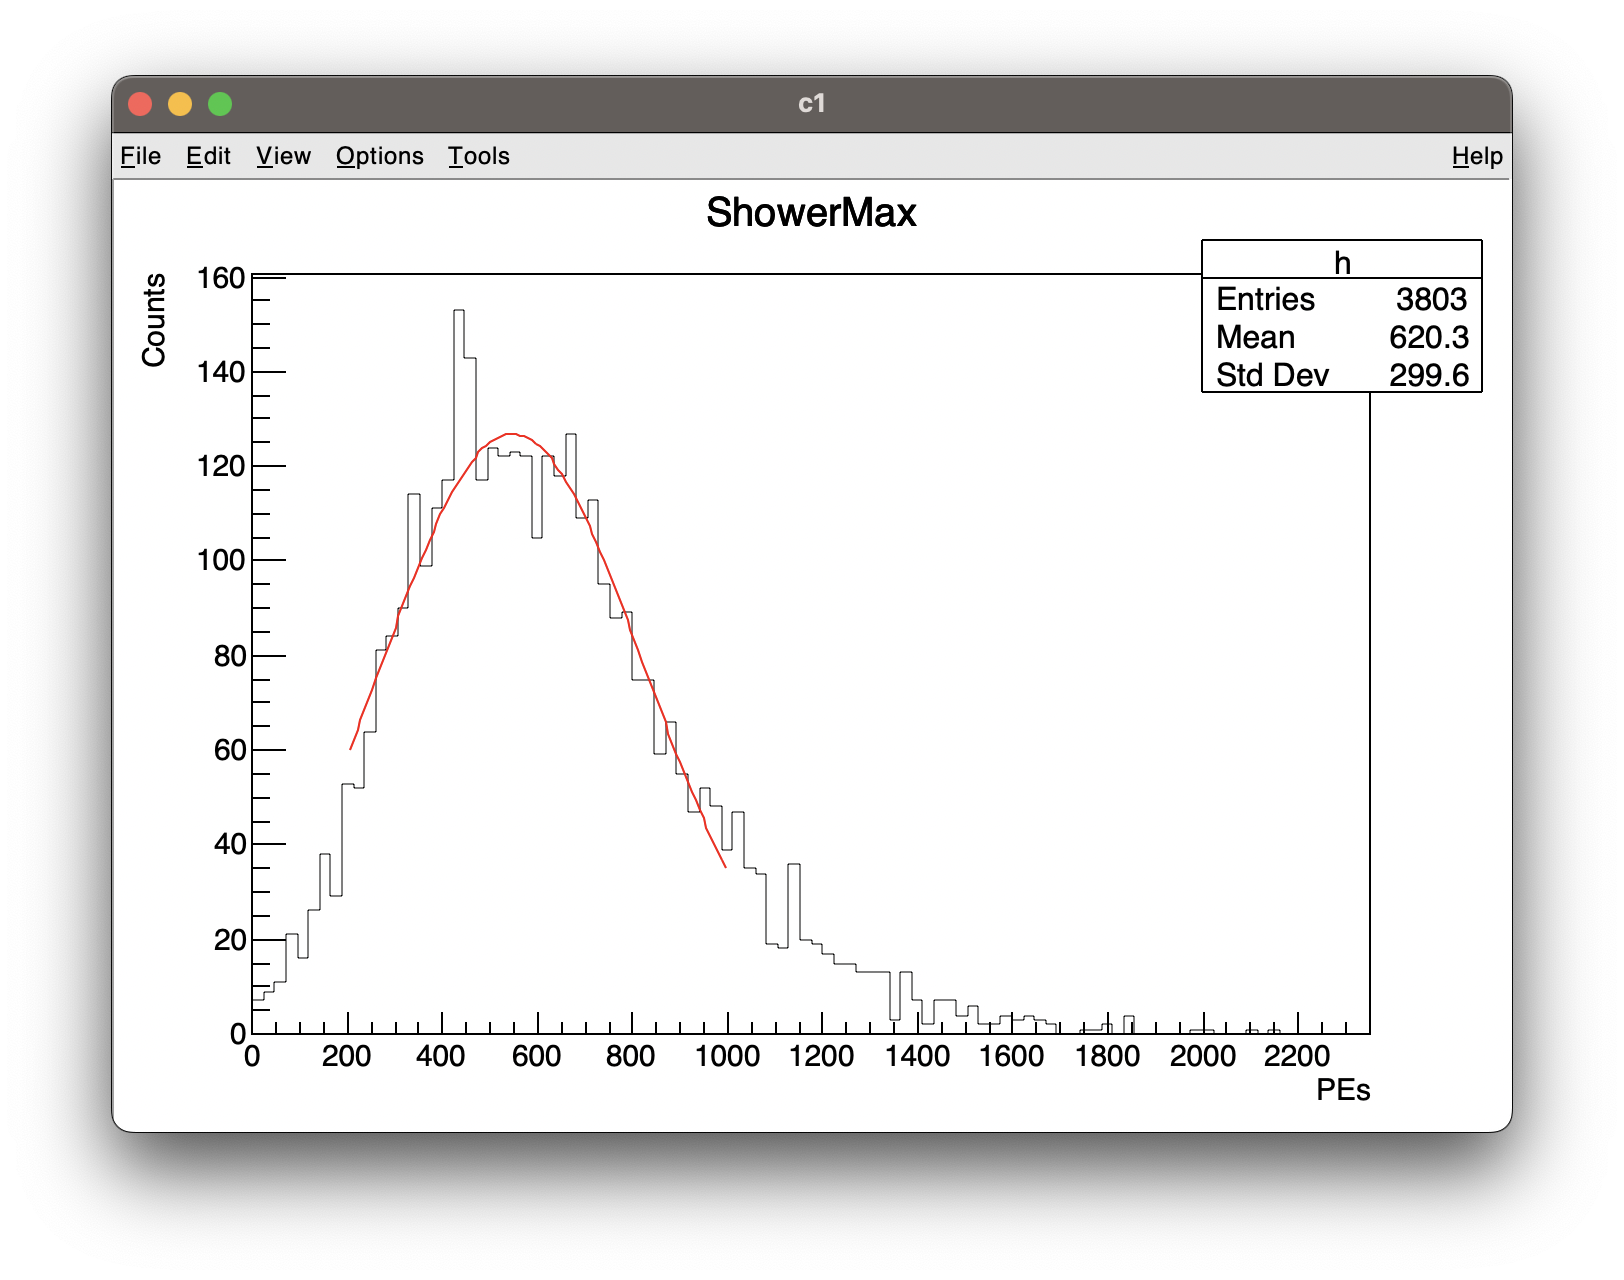 c1
File Edit View Options Tools Help
ShowerMax
h
Entries 3803
Mean 620.3
Std Dev 299.6
Counts
160
140
120
100
80
60
40
20
0
0 200 400 600 800 1000 1200 1400 1600 1800 2000 2200
PEs